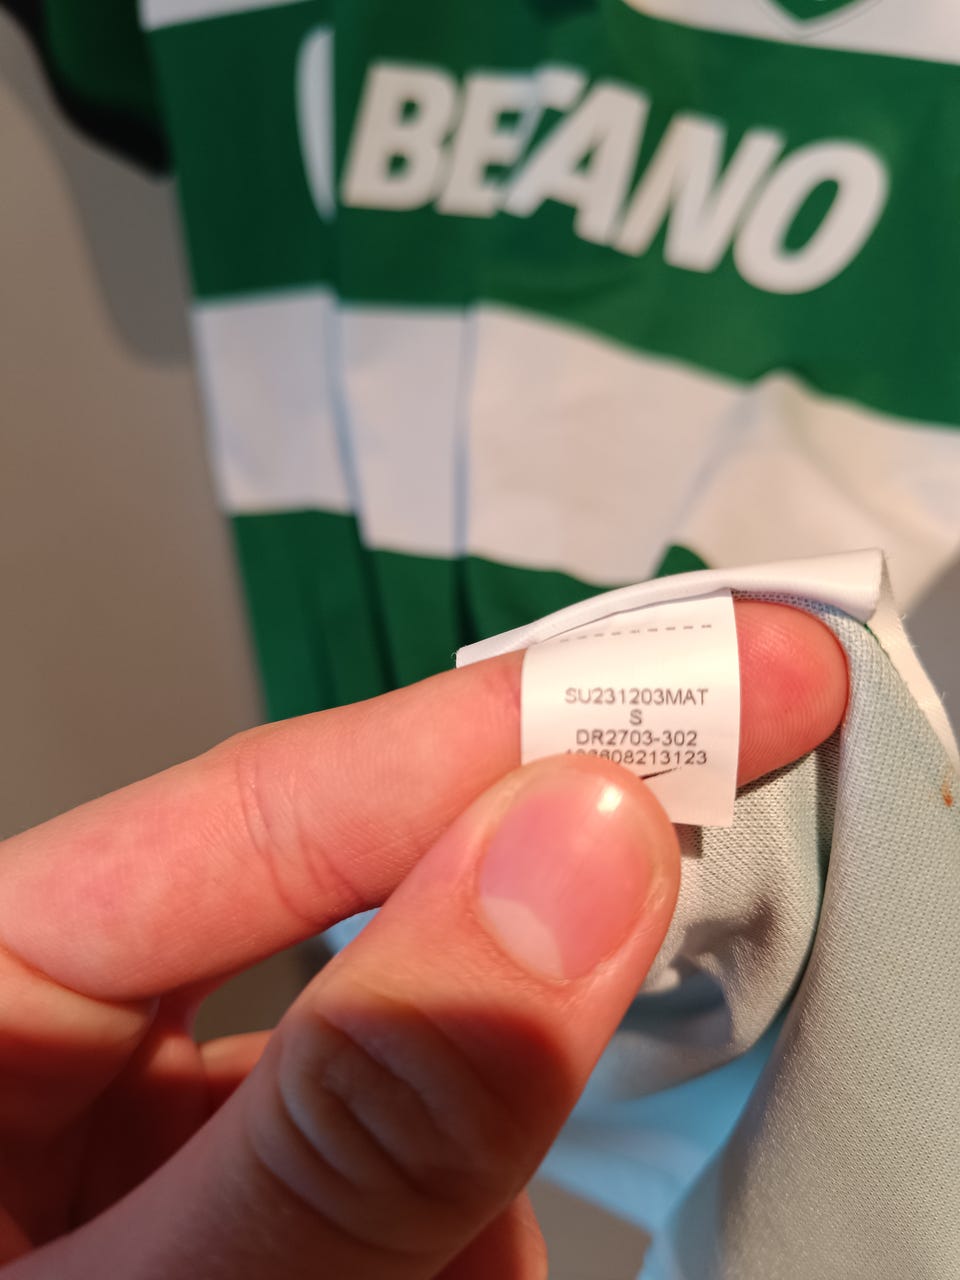 BETANO
SU231203MAT
S
DR2703-302